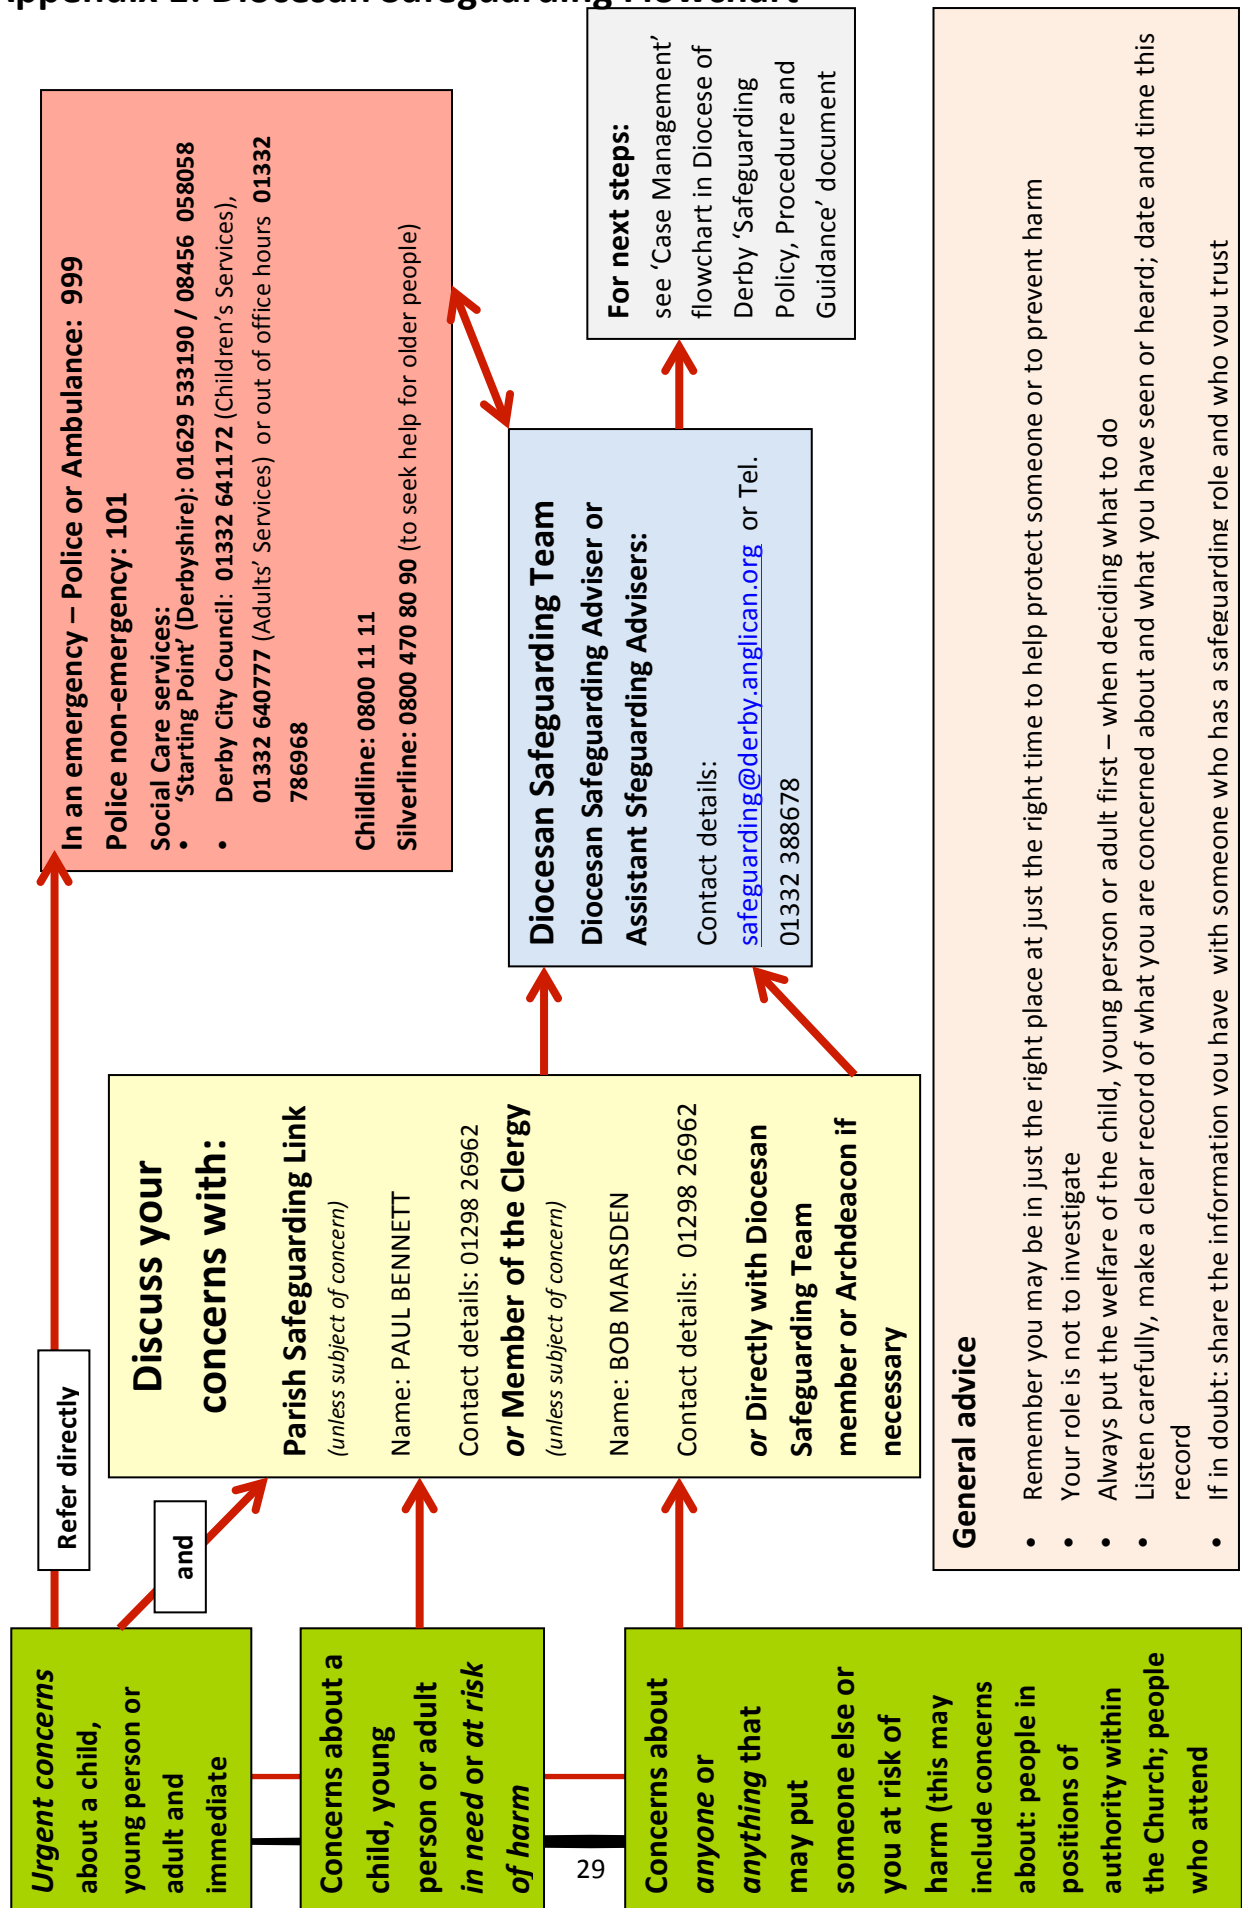 Diocesan Safeguarding Flowchart
Urgent concerns
about a child,
young person or
adult and
immediate
Concerns about a
child, young
person or adult
in need or at risk
of harm
Concerns about
anyone or
anything that
may put
someone else or
you at risk of
harm (this may
include concerns
about: people in
positions of
authority within
the Church; people
who attend
Refer directly
and
Discuss your
concerns with:
Parish Safeguarding Link
(unless subject of concern)
Name: PAUL BENNETT
Contact details: 01298 26962
or Member of the Clergy
(unless subject of concern)
Name: BOB MARSDEN
Contact details: 01298 26962
or Directly with Diocesan
Safeguarding Team
member or Archdeacon if
necessary
In an emergency – Police or Ambulance: 999
Police non-emergency: 101
Social Care services:
• 'Starting Point' (Derbyshire): 01629 533190 / 08456 058058
• Derby City Council: 01332 641172 (Children's Services),
01332 640777 (Adults' Services) or out of office hours 01332
786968
Childline: 0800 11 11
Silverline: 0800 470 80 90 (to seek help for older people)
Diocesan Safeguarding Team
Diocesan Safeguarding Adviser or
Assistant Sfeguarding Advisers:
Contact details:
safeguarding@derby.anglican.org or Tel.
01332 388678
For next steps:
see 'Case Management'
flowchart in Diocese of
Derby 'Safeguarding
Policy, Procedure and
Guidance' document
General advice
• Remember you may be in just the right place at just the right time to help protect someone or to prevent harm
• Your role is not to investigate
• Always put the welfare of the child, young person or adult first – when deciding what to do
• Listen carefully, make a clear record of what you are concerned about and what you have seen or heard; date and time this
record
• If in doubt: share the information you have with someone who has a safeguarding role and who you trust
29